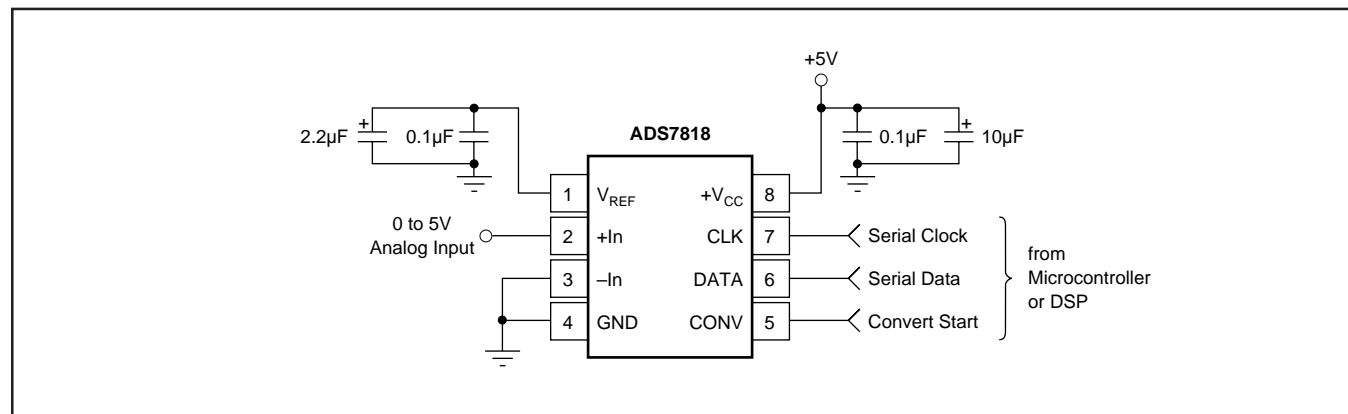 +5V
+
2.2µF
0.1µF
ADS7818
0.1µF
+
10µF
1
VREF
+VCC
8
0 to 5V
Analog Input
2
+In
CLK
7
Serial Clock
3
–In
DATA
6
Serial Data
4
GND
CONV
5
Convert Start
from
Microcontroller
or DSP